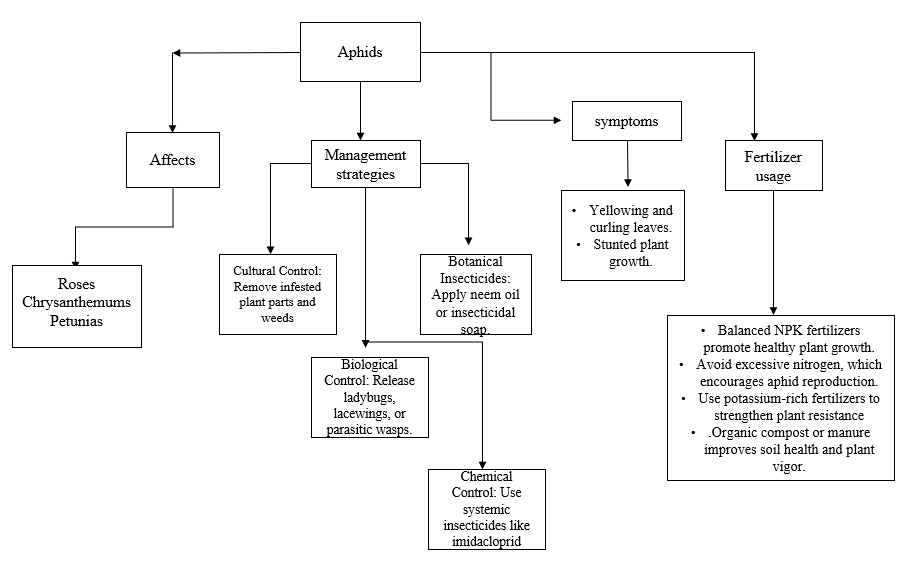 Aphids
symptoms
Affects
Management
strategies
Fertilizer
usage
• Yellowing and
curling leaves.
• Stunted plant
growth.
Roses
Chrysanthemums
Petunias
Cultural Control:
Remove infested
plant parts and
weeds
Botanical
Insecticides:
Apply neem oil
or insecticidal
soap.
• Balanced NPK fertilizers
promote healthy plant growth.
• Avoid excessive nitrogen, which
encourages aphid reproduction.
• Use potassium-rich fertilizers to
strengthen plant resistance
• .Organic compost or manure
improves soil health and plant
vigor.
Biological
Control: Release
ladybugs,
lacewings, or
parasitic wasps.
Chemical
Control: Use
systemic
insecticides like
imidacloprid